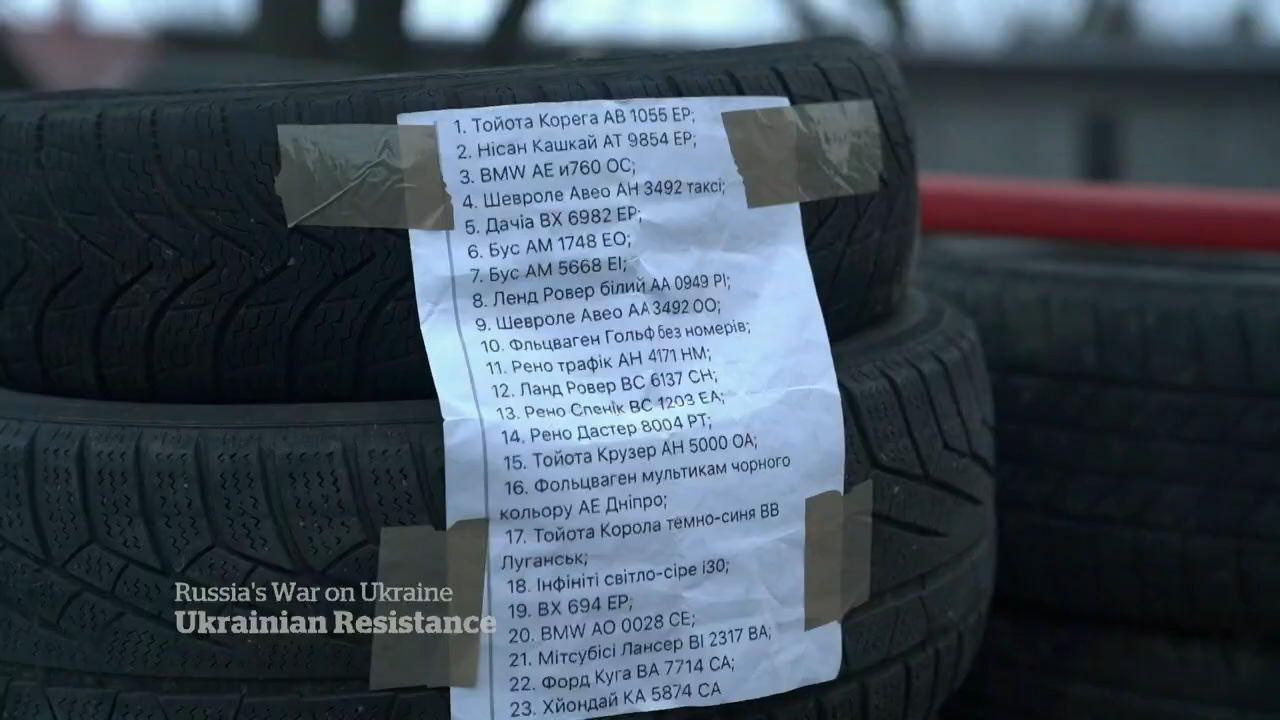 1. Тойота Корега АВ 1055 ЕР;
2. Нісан Кашкай АТ 9854 ЕР;
3. BMW АЕ и760 ОС;
4. Шевроле Авео АН 3492 таксі;
5. Дачіа ВХ 6982 ЕР;
6. Бус АМ 1748 ЕО;
7. Бус АМ 5668 ЕІ;
8. Ленд Ровер білий АА 0949 РІ;
9. Шевроле Авео АА 3492 ОО;
10. Фльцваген Гольф без номерів;
11. Рено трафік АН 4171 НМ;
12. Ланд Ровер ВС 6137 СН;
13. Рено Спенік ВС 1203 ЕА;
14. Рено Дастер 8004 РТ;
15. Тойота Крузер АН 5000 ОА;
16. Фольцваген мультикам чорного
кольору АЕ Дніпро;
17. Тойота Корола темно-синя ВВ
Луганськ;
18. Інфініті світло-сіре і30;
19. ВХ 694 ЕР;
20. BMW АО 0028 СЕ;
21. Мітсубісі Лансер ВІ 2317 ВА;
22. Форд Куга ВА 7714 СА;
23. Хйондай КА 5874 СА
Russia's War on Ukraine
Ukrainian Resistance